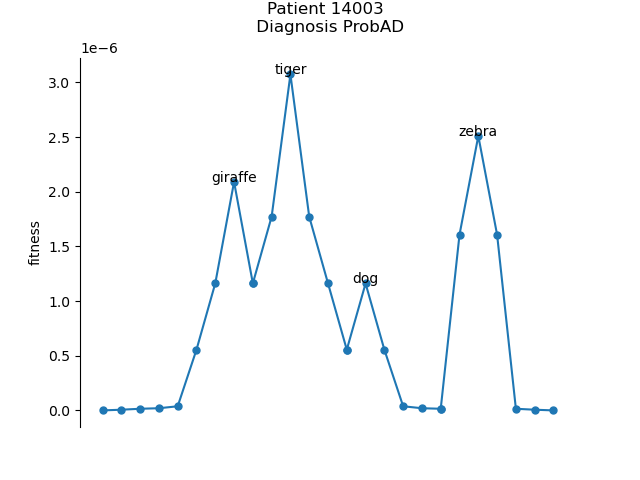 Patient 14003
Diagnosis ProbAD
1e−6
tiger
3.0
zebra
2.5
giraffe
2.0
fitness
1.5
dog
1.0
0.5
0.0